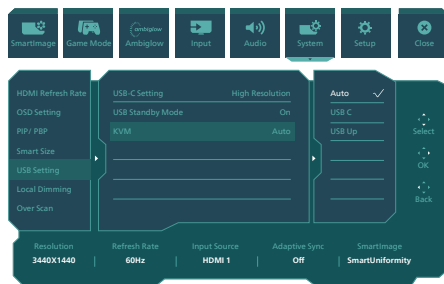 ambiglow
SmartImage Game Mode Ambiglow Input Audio System Setup Close
HDMI Refresh Rate
OSD Setting
PIP/ PBP
Smart Size
USB Setting
Local Dimming
Over Scan
USB-C Setting High Resolution
USB Standby Mode On
KVM Auto
Auto
USB C
USB Up
Select
OK
Back
Resolution Refresh Rate Input Source Adaptive Sync SmartImage
3440X1440 60Hz HDMI 1 Off SmartUniformity